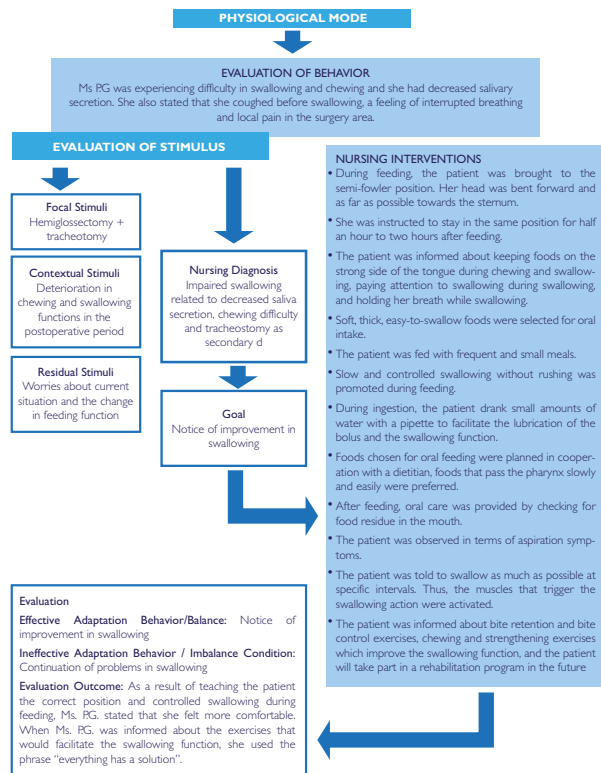 PHYSIOLOGICAL MODE
EVALUATION OF BEHAVIOR
Ms P.G was experiencing difficulty in swallowing and chewing and she had decreased salivary
secretion. She also stated that she coughed before swallowing, a feeling of interrupted breathing
and local pain in the surgery area.
EVALUATION OF STIMULUS
Focal Stimuli
Hemiglossectomy +
tracheotomy
Contextual Stimuli
Deterioration in
chewing and swallowing
functions in the
postoperative period
Residual Stimuli
Worries about current
situation and the change
in feeding function
Nursing Diagnosis
Impaired swallowing
related to decreased saliva
secretion, chewing difficulty
and tracheostomy as
secondary d
Goal
Notice of improvement in
swallowing
NURSING INTERVENTIONS
• During feeding, the patient was brought to the
semi-fowler position. Her head was bent forward and
as far as possible towards the sternum.
• She was instructed to stay in the same position for half
an hour to two hours after feeding.
• The patient was informed about keeping foods on the
strong side of the tongue during chewing and swallow-
ing, paying attention to swallowing during swallowing,
and holding her breath while swallowing.
• Soft, thick, easy-to-swallow foods were selected for oral
intake.
• The patient was fed with frequent and small meals.
• Slow and controlled swallowing without rushing was
promoted during feeding.
• During ingestion, the patient drank small amounts of
water with a pipette to facilitate the lubrication of the
bolus and the swallowing function.
• Foods chosen for oral feeding were planned in cooper-
ation with a dietitian, foods that pass the pharynx slowly
and easily were preferred.
• After feeding, oral care was provided by checking for
food residue in the mouth.
• The patient was observed in terms of aspiration symp-
toms.
• The patient was told to swallow as much as possible at
specific intervals. Thus, the muscles that trigger the
swallowing action were activated.
• The patient was informed about bite retention and bite
control exercises, chewing and strengthening exercises
which improve the swallowing function, and the patient
will take part in a rehabilitation program in the future
Evaluation
Effective Adaptation Behavior/Balance: Notice of
improvement in swallowing
Ineffective Adaptation Behavior / Imbalance Condition:
Continuation of problems in swallowing
Evaluation Outcome: As a result of teaching the patient
the correct position and controlled swallowing during
feeding, Ms. P.G. stated that she felt more comfortable.
When Ms. P.G. was informed about the exercises that
would facilitate the swallowing function, she used the
phrase “everything has a solution”.